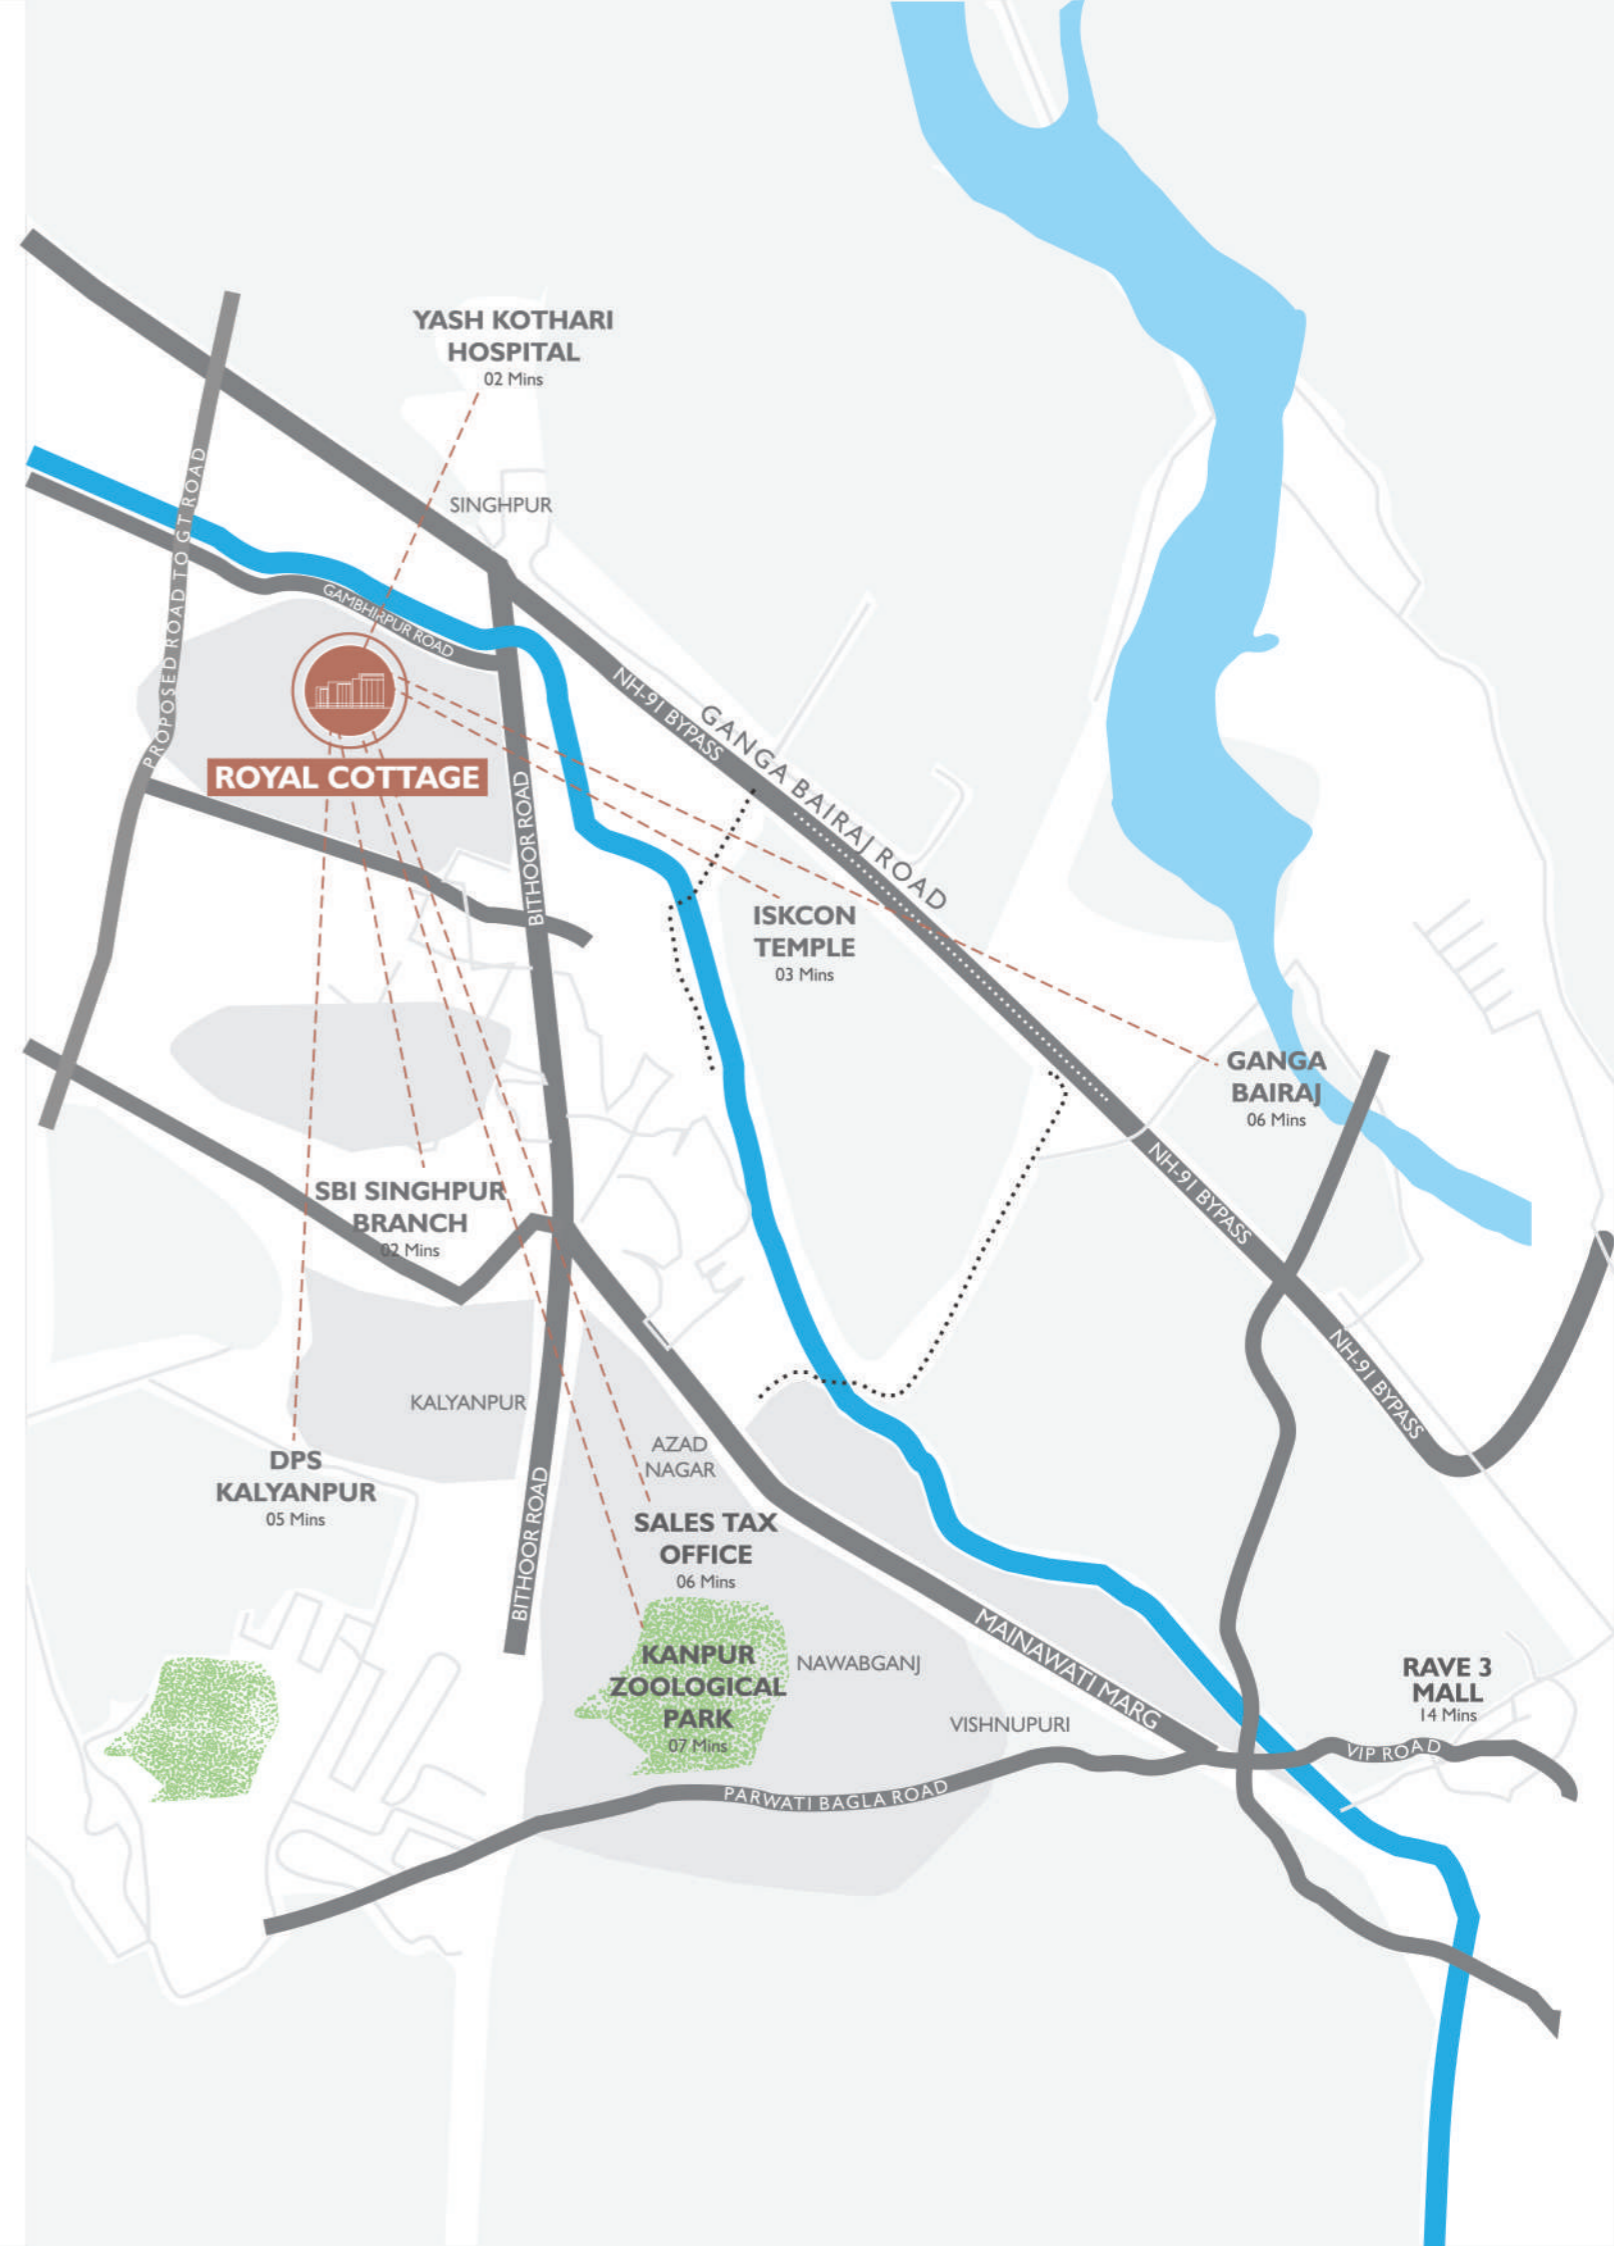 YASH KOTHARI
HOSPITAL
02 Mins
SINGHPUR
PROPOSED ROAD TO GT ROAD
GAMBHIRPUR ROAD
NH-91 BYPASS
GANGA BAIRAJ ROAD
ROYAL COTTAGE
BITHOOR ROAD
ISKCON
TEMPLE
03 Mins
GANGA
BAIRAJ
06 Mins
NH-91 BYPASS
SBI SINGHPUR
BRANCH
02 Mins
NH-91 BYPASS
KALYANPUR
AZAD
NAGAR
DPS
KALYANPUR
05 Mins
BITHOOR ROAD
SALES TAX
OFFICE
06 Mins
KANPUR
ZOOLOGICAL
PARK
07 Mins
NAWABGANJ
MAINAWATI MARG
VISHNUPURI
RAVE 3
MALL
14 Mins
VIP ROAD
PARWATI BAGLA ROAD